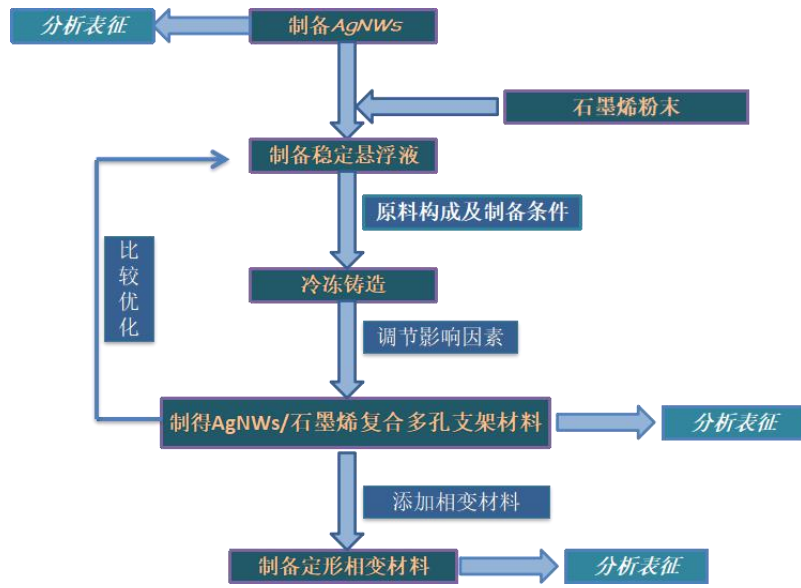 分析表征
制备AgNWs
石墨烯粉末
制备稳定悬浮液
原料构成及制备条件
比较优化
冷冻铸造
调节影响因素
制得AgNWs/石墨烯复合多孔支架材料
分析表征
添加相变材料
制备定形相变材料
分析表征